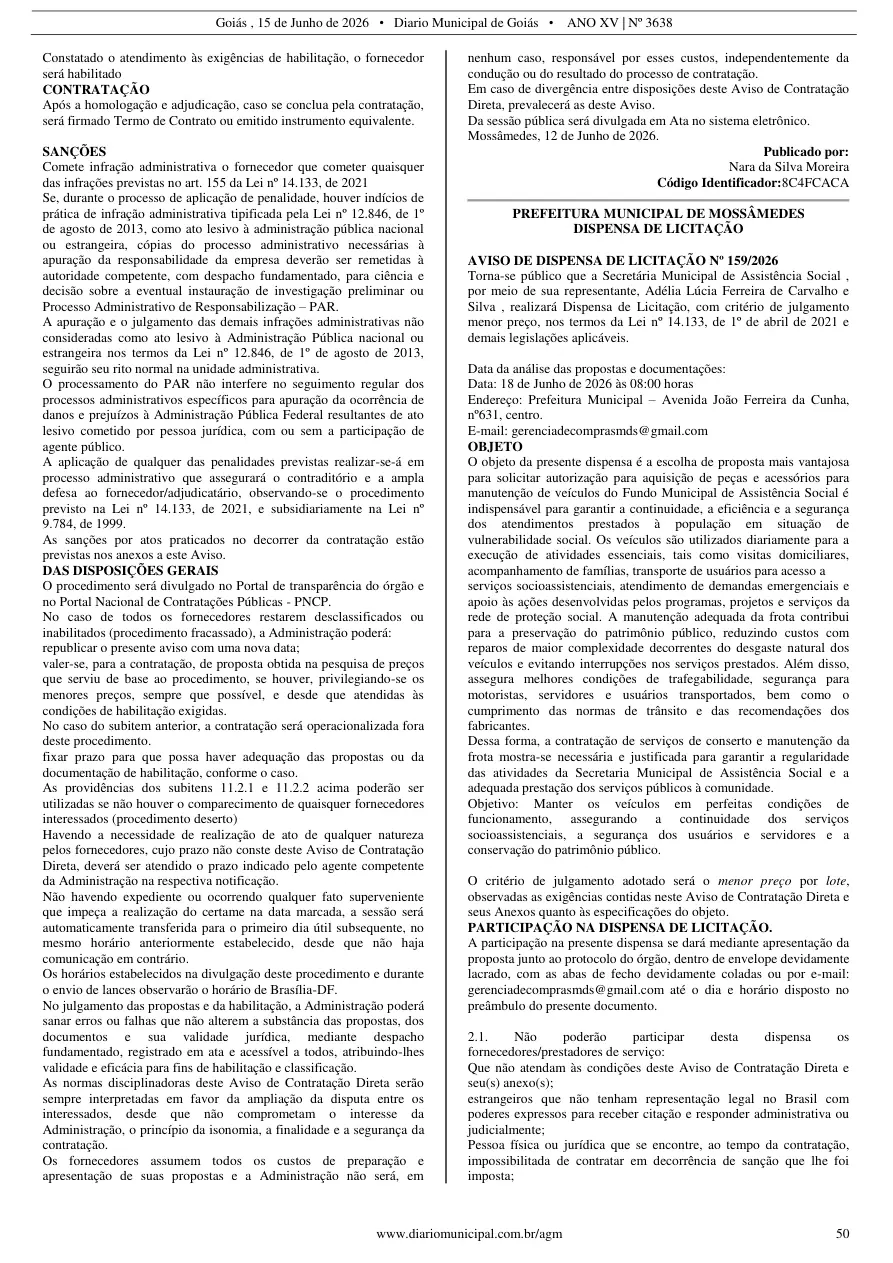 Goiás , 15 de Junho de 2026 • Diario Municipal de Goiás • ANO XV | Nº 3638
Constatado o atendimento às exigências de habilitação, o fornecedor
será habilitado
CONTRATAÇÃO
Após a homologação e adjudicação, caso se conclua pela contratação,
será firmado Termo de Contrato ou emitido instrumento equivalente.
SANÇÕES
Comete infração administrativa o fornecedor que cometer quaisquer
das infrações previstas no art. 155 da Lei nº 14.133, de 2021
Se, durante o processo de aplicação de penalidade, houver indícios de
prática de infração administrativa tipificada pela Lei nº 12.846, de 1º
de agosto de 2013, como ato lesivo à administração pública nacional
ou estrangeira, cópias do processo administrativo necessárias à
apuração da responsabilidade da empresa deverão ser remetidas à
autoridade competente, com despacho fundamentado, para ciência e
decisão sobre a eventual instauração de investigação preliminar ou
Processo Administrativo de Responsabilização – PAR.
A apuração e o julgamento das demais infrações administrativas não
consideradas como ato lesivo à Administração Pública nacional ou
estrangeira nos termos da Lei nº 12.846, de 1º de agosto de 2013,
seguirão seu rito normal na unidade administrativa.
O processamento do PAR não interfere no seguimento regular dos
processos administrativos específicos para apuração da ocorrência de
danos e prejuízos à Administração Pública Federal resultantes de ato
lesivo cometido por pessoa jurídica, com ou sem a participação de
agente público.
A aplicação de qualquer das penalidades previstas realizar-se-á em
processo administrativo que assegurará o contraditório e a ampla
defesa ao fornecedor/adjudicatário, observando-se o procedimento
previsto na Lei nº 14.133, de 2021, e subsidiariamente na Lei nº
9.784, de 1999.
As sanções por atos praticados no decorrer da contratação estão
previstas nos anexos a este Aviso.
DAS DISPOSIÇÕES GERAIS
O procedimento será divulgado no Portal de transparência do órgão e
no Portal Nacional de Contratações Públicas - PNCP.
No caso de todos os fornecedores restarem desclassificados ou
inabilitados (procedimento fracassado), a Administração poderá:
republicar o presente aviso com uma nova data;
valer-se, para a contratação, de proposta obtida na pesquisa de preços
que serviu de base ao procedimento, se houver, privilegiando-se os
menores preços, sempre que possível, e desde que atendidas às
condições de habilitação exigidas.
No caso do subitem anterior, a contratação será operacionalizada fora
deste procedimento.
fixar prazo para que possa haver adequação das propostas ou da
documentação de habilitação, conforme o caso.
As providências dos subitens 11.2.1 e 11.2.2 acima poderão ser
utilizadas se não houver o comparecimento de quaisquer fornecedores
interessados (procedimento deserto)
Havendo a necessidade de realização de ato de qualquer natureza
pelos fornecedores, cujo prazo não conste deste Aviso de Contratação
Direta, deverá ser atendido o prazo indicado pelo agente competente
da Administração na respectiva notificação.
Não havendo expediente ou ocorrendo qualquer fato superveniente
que impeça a realização do certame na data marcada, a sessão será
automaticamente transferida para o primeiro dia útil subsequente, no
mesmo horário anteriormente estabelecido, desde que não haja
comunicação em contrário.
Os horários estabelecidos na divulgação deste procedimento e durante
o envio de lances observarão o horário de Brasília-DF.
No julgamento das propostas e da habilitação, a Administração poderá
sanar erros ou falhas que não alterem a substância das propostas, dos
documentos e sua validade jurídica, mediante despacho
fundamentado, registrado em ata e acessível a todos, atribuindo-lhes
validade e eficácia para fins de habilitação e classificação.
As normas disciplinadoras deste Aviso de Contratação Direta serão
sempre interpretadas em favor da ampliação da disputa entre os
interessados, desde que não comprometam o interesse da
Administração, o princípio da isonomia, a finalidade e a segurança da
contratação.
Os fornecedores assumem todos os custos de preparação e
apresentação de suas propostas e a Administração não será, em
nenhum caso, responsável por esses custos, independentemente da
condução ou do resultado do processo de contratação.
Em caso de divergência entre disposições deste Aviso de Contratação
Direta, prevalecerá as deste Aviso.
Da sessão pública será divulgada em Ata no sistema eletrônico.
Mossâmedes, 12 de Junho de 2026.
Publicado por:
Nara da Silva Moreira
Código Identificador:8C4FCACA
PREFEITURA MUNICIPAL DE MOSSÂMEDES
DISPENSA DE LICITAÇÃO
AVISO DE DISPENSA DE LICITAÇÃO Nº 159/2026
Torna-se público que a Secretária Municipal de Assistência Social ,
por meio de sua representante, Adélia Lúcia Ferreira de Carvalho e
Silva , realizará Dispensa de Licitação, com critério de julgamento
menor preço, nos termos da Lei nº 14.133, de 1º de abril de 2021 e
demais legislações aplicáveis.
Data da análise das propostas e documentações:
Data: 18 de Junho de 2026 às 08:00 horas
Endereço: Prefeitura Municipal – Avenida João Ferreira da Cunha,
nº631, centro.
E-mail: gerenciadecomprasmds@gmail.com
OBJETO
O objeto da presente dispensa é a escolha de proposta mais vantajosa
para solicitar autorização para aquisição de peças e acessórios para
manutenção de veículos do Fundo Municipal de Assistência Social é
indispensável para garantir a continuidade, a eficiência e a segurança
dos atendimentos prestados à população em situação de
vulnerabilidade social. Os veículos são utilizados diariamente para a
execução de atividades essenciais, tais como visitas domiciliares,
acompanhamento de famílias, transporte de usuários para acesso a
serviços socioassistenciais, atendimento de demandas emergenciais e
apoio às ações desenvolvidas pelos programas, projetos e serviços da
rede de proteção social. A manutenção adequada da frota contribui
para a preservação do patrimônio público, reduzindo custos com
reparos de maior complexidade decorrentes do desgaste natural dos
veículos e evitando interrupções nos serviços prestados. Além disso,
assegura melhores condições de trafegabilidade, segurança para
motoristas, servidores e usuários transportados, bem como o
cumprimento das normas de trânsito e das recomendações dos
fabricantes.
Dessa forma, a contratação de serviços de conserto e manutenção da
frota mostra-se necessária e justificada para garantir a regularidade
das atividades da Secretaria Municipal de Assistência Social e a
adequada prestação dos serviços públicos à comunidade.
Objetivo: Manter os veículos em perfeitas condições de
funcionamento, assegurando a continuidade dos serviços
socioassistenciais, a segurança dos usuários e servidores e a
conservação do patrimônio público.
O critério de julgamento adotado será o menor preço por lote,
observadas as exigências contidas neste Aviso de Contratação Direta e
seus Anexos quanto às especificações do objeto.
PARTICIPAÇÃO NA DISPENSA DE LICITAÇÃO.
A participação na presente dispensa se dará mediante apresentação da
proposta junto ao protocolo do órgão, dentro de envelope devidamente
lacrado, com as abas de fecho devidamente coladas ou por e-mail:
gerenciadecomprasmds@gmail.com até o dia e horário disposto no
preâmbulo do presente documento.
2.1. Não poderão participar desta dispensa os
fornecedores/prestadores de serviço:
Que não atendam às condições deste Aviso de Contratação Direta e
seu(s) anexo(s);
estrangeiros que não tenham representação legal no Brasil com
poderes expressos para receber citação e responder administrativa ou
judicialmente;
Pessoa física ou jurídica que se encontre, ao tempo da contratação,
impossibilitada de contratar em decorrência de sanção que lhe foi
imposta;
www.diariomunicipal.com.br/agm
50